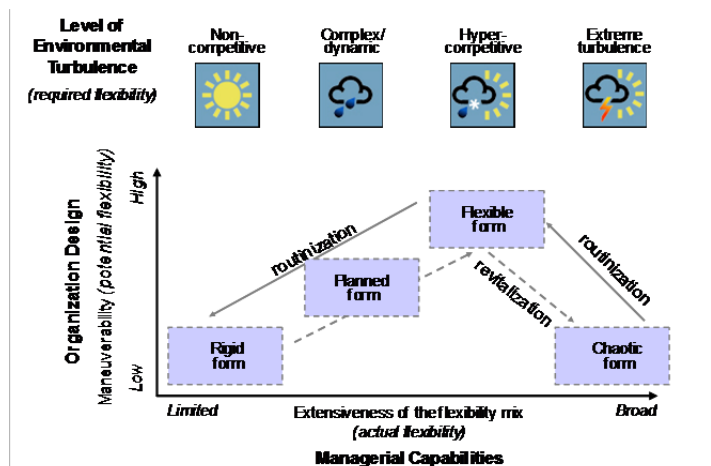 Level of
Environmental
Turbulence
(required flexibility)
Non-
competitive
Complex/
dynamic
Hyper-
competitive
Extreme
turbulence
Organization Design
Maneuverability (potential flexibility)
High
Low
Flexible
form
routinization
routinization
Planned
form
revitalization
Rigid
form
Chaotic
form
Limited
Extensiveness of the flexibility mix
Broad
(actual flexibility)
Managerial Capabilities